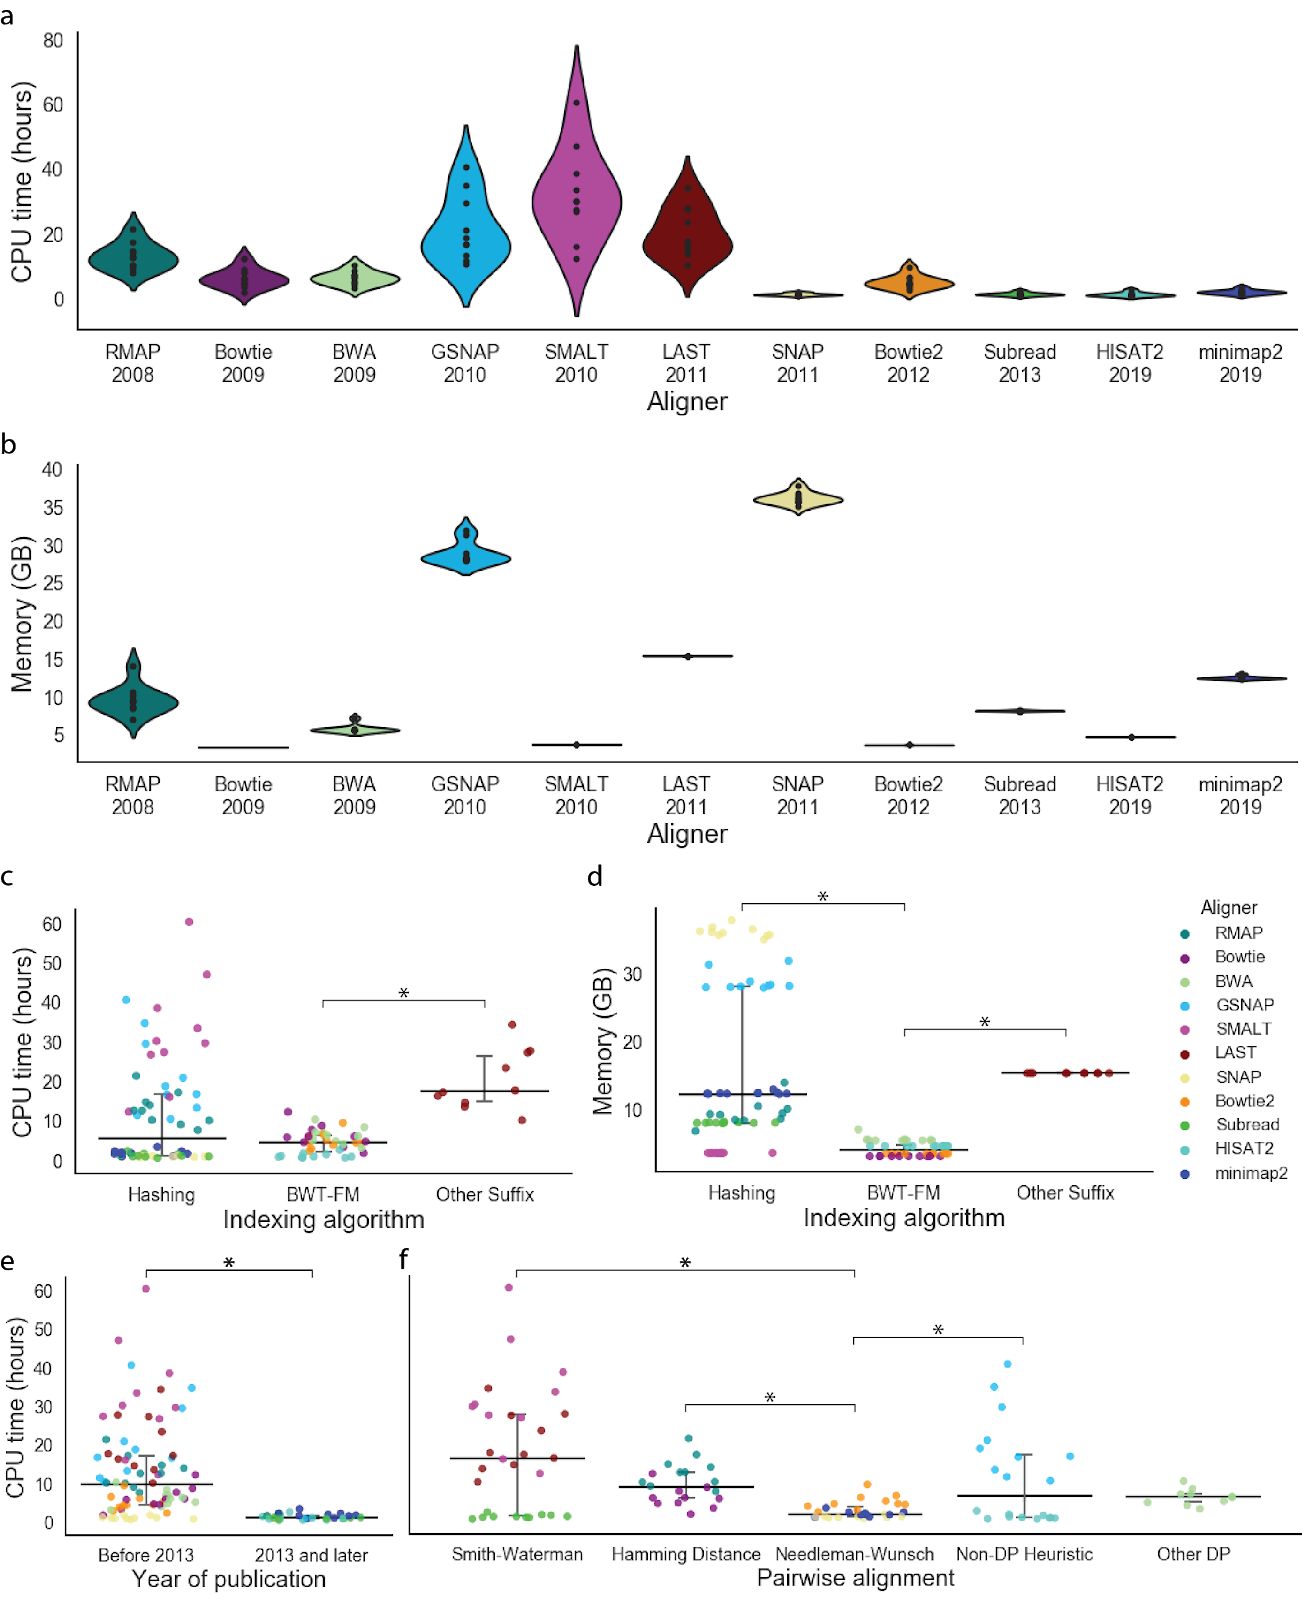 a
CPU time (hours)
80
60
40
20
0
RMAP Bowtie BWA GSNAP SMALT LAST SNAP Bowtie2 Subread HISAT2 minimap2
2008 2009 2009 2010 2010 2011 2011 2012 2013 2019 2019
Aligner
b
Memory (GB)
40
35
30
25
20
15
10
5
RMAP Bowtie BWA GSNAP SMALT LAST SNAP Bowtie2 Subread HISAT2 minimap2
2008 2009 2009 2010 2010 2011 2011 2012 2013 2019 2019
Aligner
c
CPU time (hours)
60
50
40
30
20
10
0
*
Hashing BWT-FM Other Suffix
Indexing algorithm
d
Memory (GB)
30
20
10
*
*
Hashing BWT-FM Other Suffix
Indexing algorithm
Aligner
RMAP
Bowtie
BWA
GSNAP
SMALT
LAST
SNAP
Bowtie2
Subread
HISAT2
minimap2
e
CPU time (hours)
60
50
40
30
20
10
0
*
Before 2013 2013 and later
Year of publication
f
*
*
*
Smith-Waterman Hamming Distance Needleman-Wunsch Non-DP Heuristic Other DP
Pairwise alignment